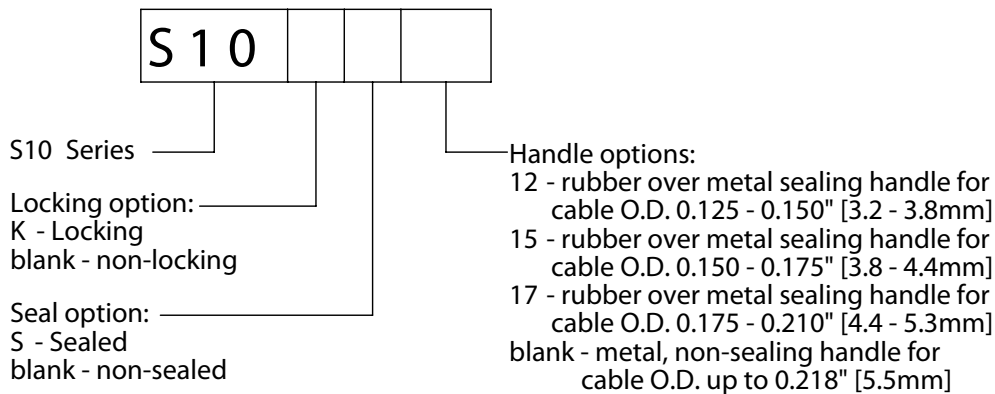 S 1 0
S10 Series
Locking option:
K - Locking
blank - non-locking
Seal option:
S - Sealed
blank - non-sealed
Handle options:
12 - rubber over metal sealing handle for
cable O.D. 0.125 - 0.150" [3.2 - 3.8mm]
15 - rubber over metal sealing handle for
cable O.D. 0.150 - 0.175" [3.8 - 4.4mm]
17 - rubber over metal sealing handle for
cable O.D. 0.175 - 0.210" [4.4 - 5.3mm]
blank - metal, non-sealing handle for
cable O.D. up to 0.218" [5.5mm]